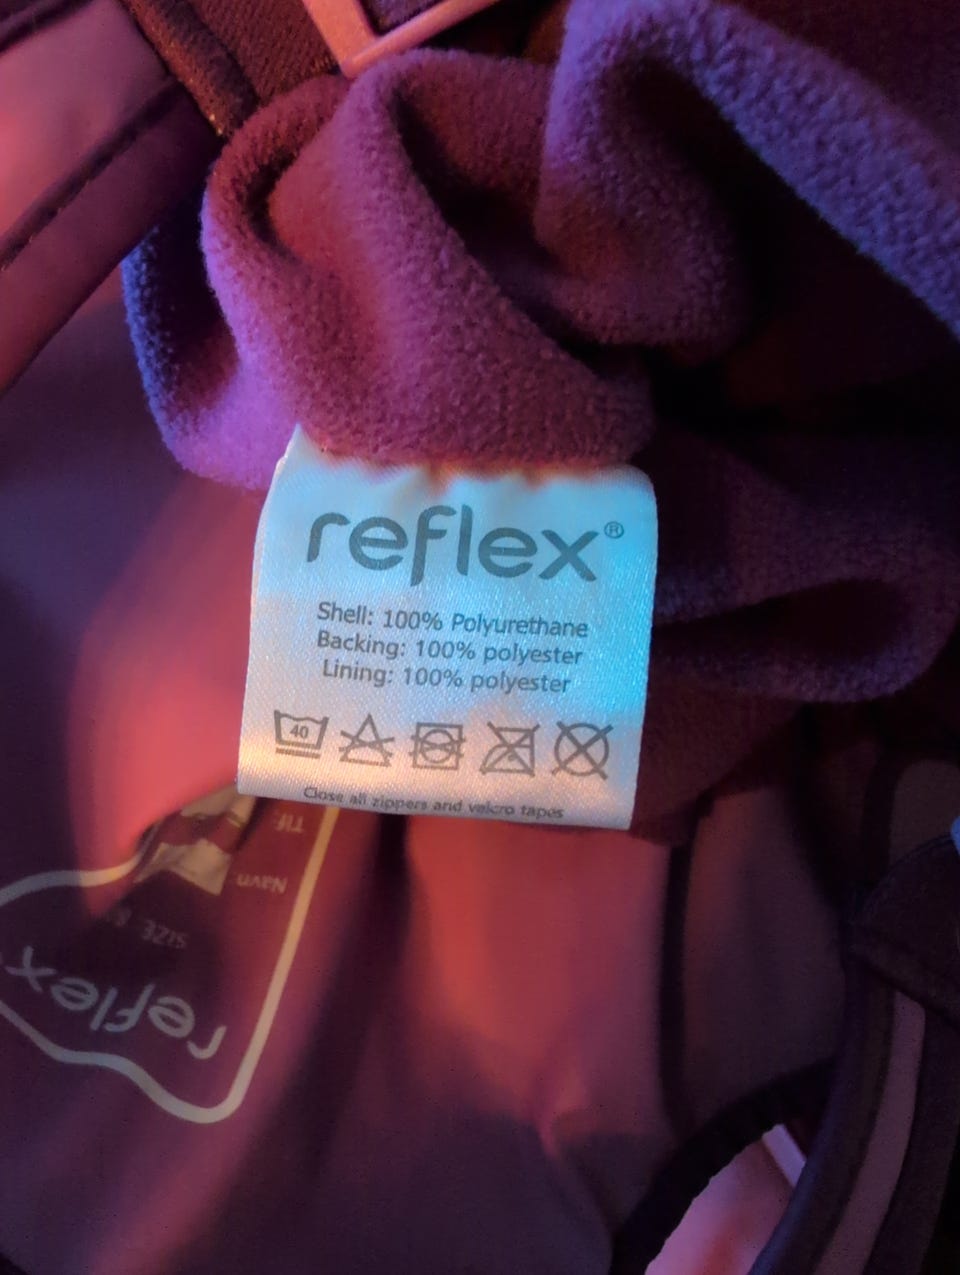 reflex®
Shell: 100% Polyurethane
Backing: 100% polyester
Lining: 100% polyester
40
Close all zippers and velcro tapes
Tlf:
Navn:
SIZE:
reflex